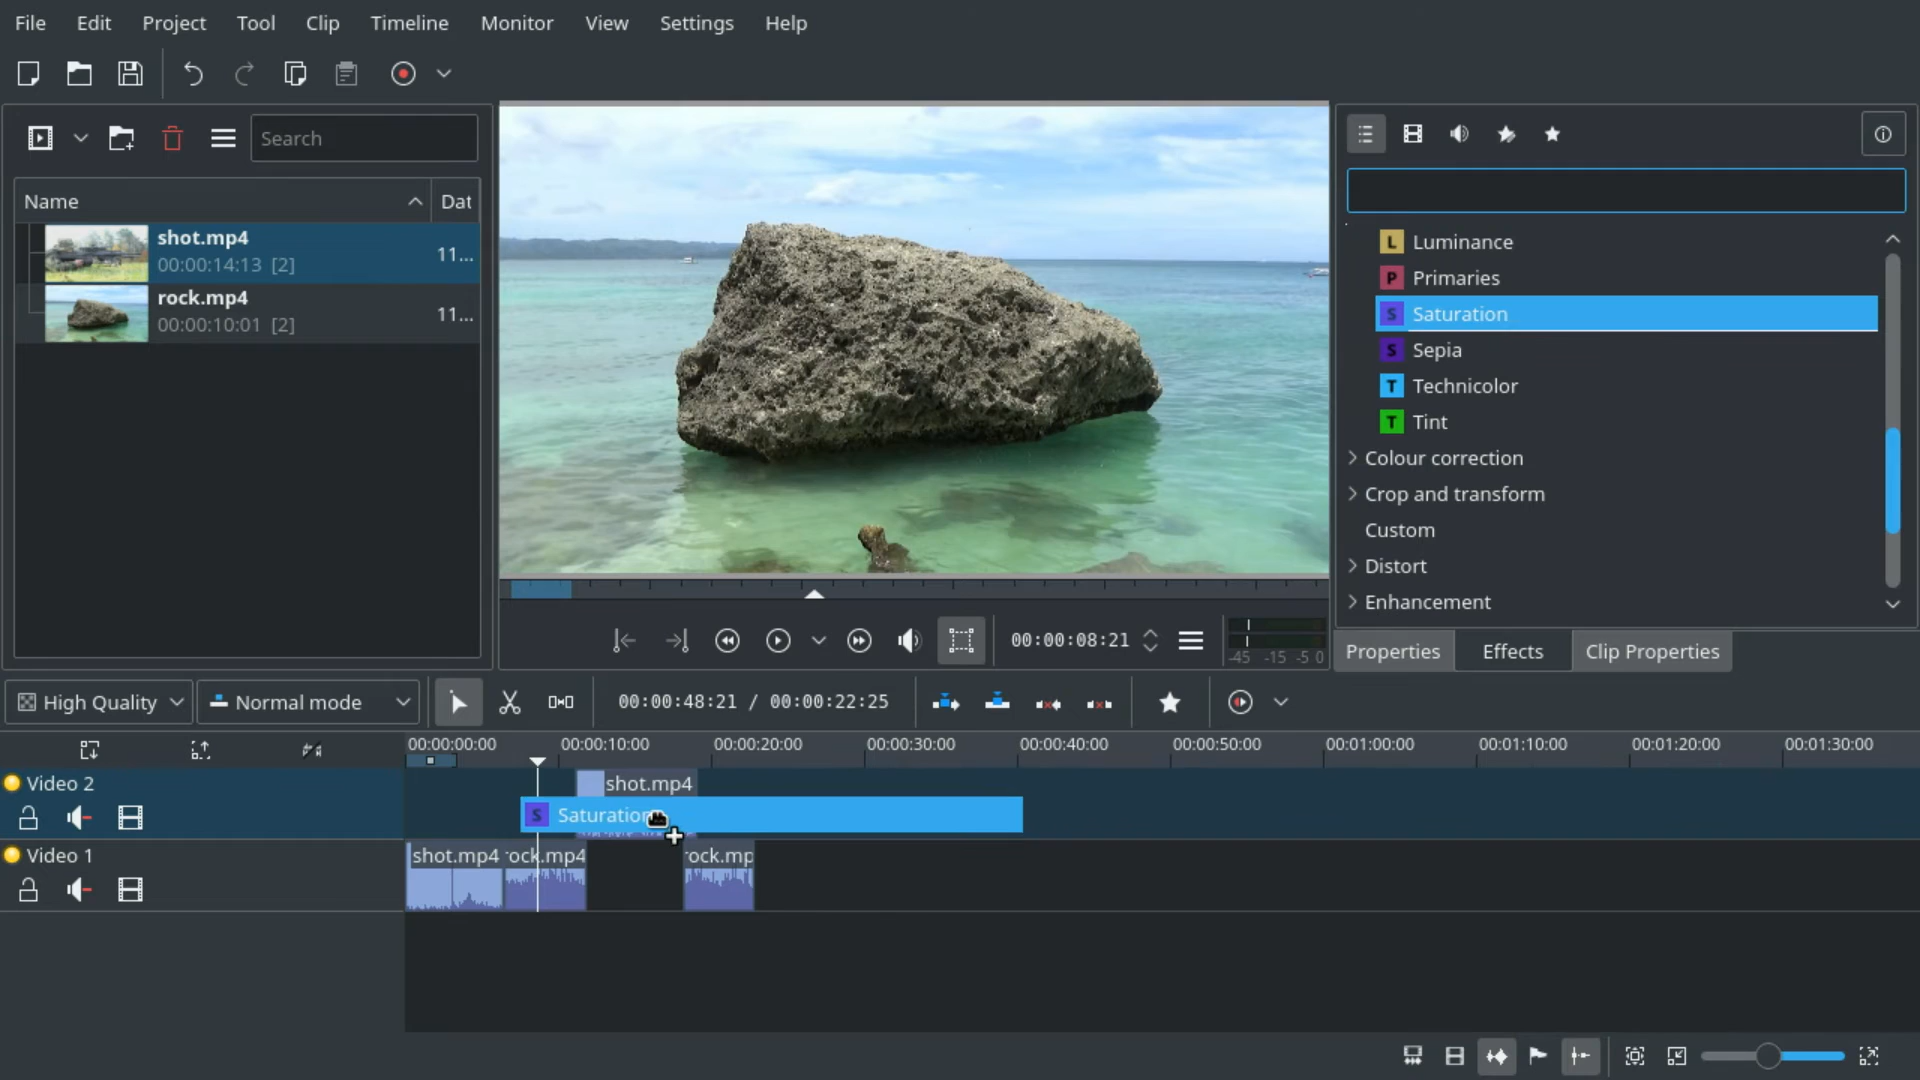 File Edit Project Tool Clip Timeline Monitor View Settings Help
Search
Name Dat
shot.mp4
00:00:14:13 [2] 11...
rock.mp4
00:00:10:01 [2] 11...
Luminance
Primaries
Saturation
Sepia
Technicolor
Tint
Colour correction
Crop and transform
Custom
Distort
Enhancement
00:00:08:21
-45 -15 -5 0
Properties Effects Clip Properties
High Quality Normal mode 00:00:48:21 / 00:00:22:25
00:00:00:00 00:00:10:00 00:00:20:00 00:00:30:00 00:00:40:00 00:00:50:00 00:01:00:00 00:01:10:00 00:01:20:00 00:01:30:00
Video 2 shot.mp4
Saturation
Video 1 shot.mp4 rock.mp4 rock.mp